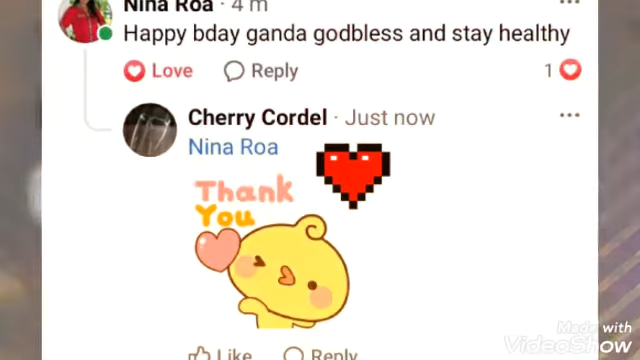 Nina Roa · 4 m
Happy bday ganda godbless and stay healthy
Love Reply 1
Cherry Cordel · Just now
Nina Roa
Thank
You
Like Reply
Made with
VideoShow